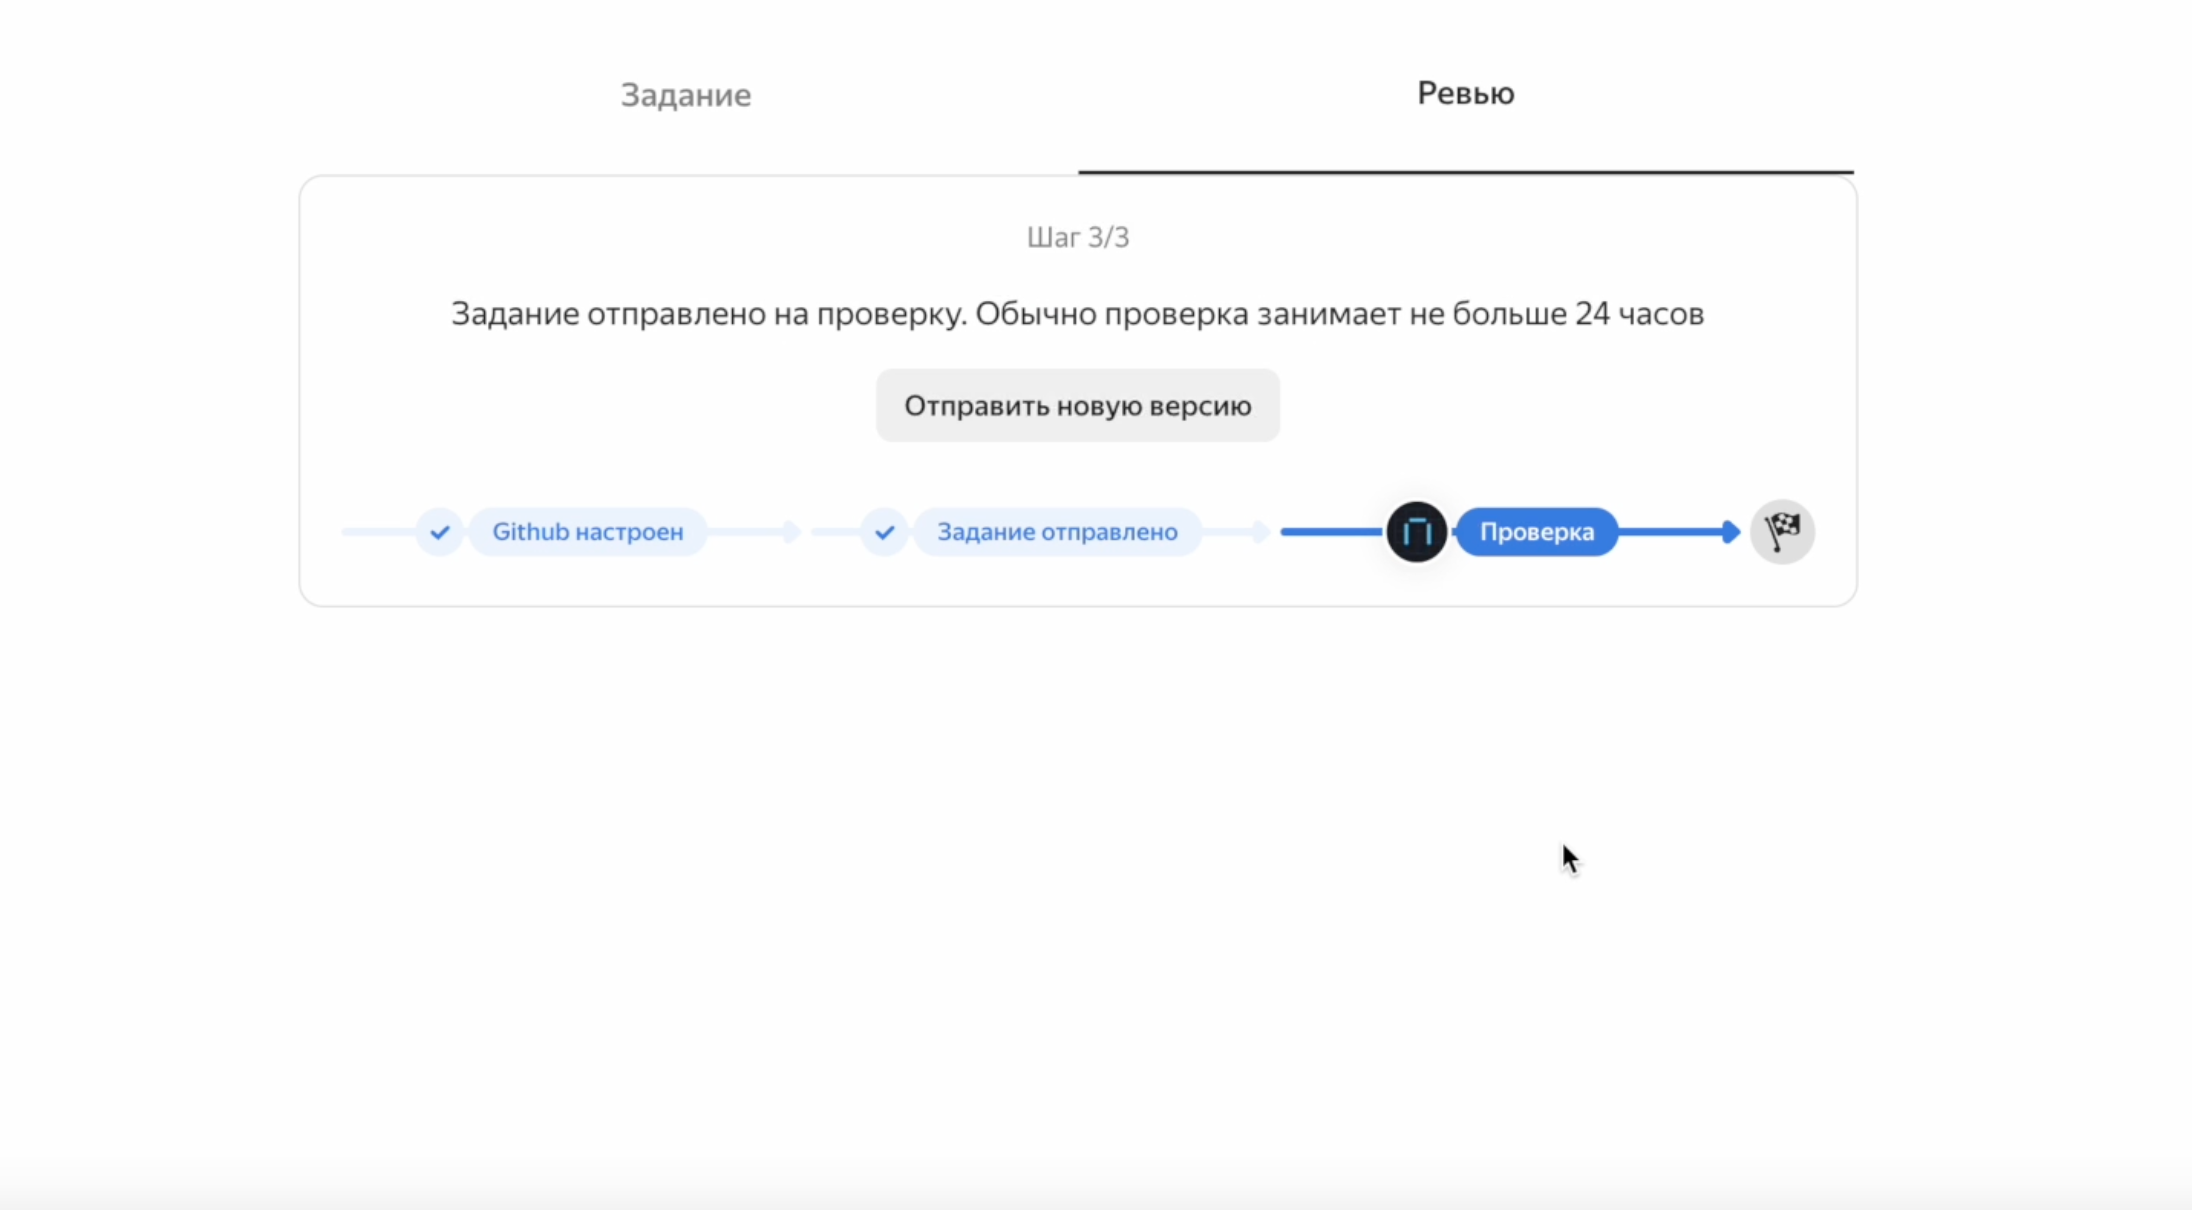 Задание
Ревью
Шаг 3/3
Задание отправлено на проверку. Обычно проверка занимает не больше 24 часов
Отправить новую версию
Github настроен
Задание отправлено
Проверка